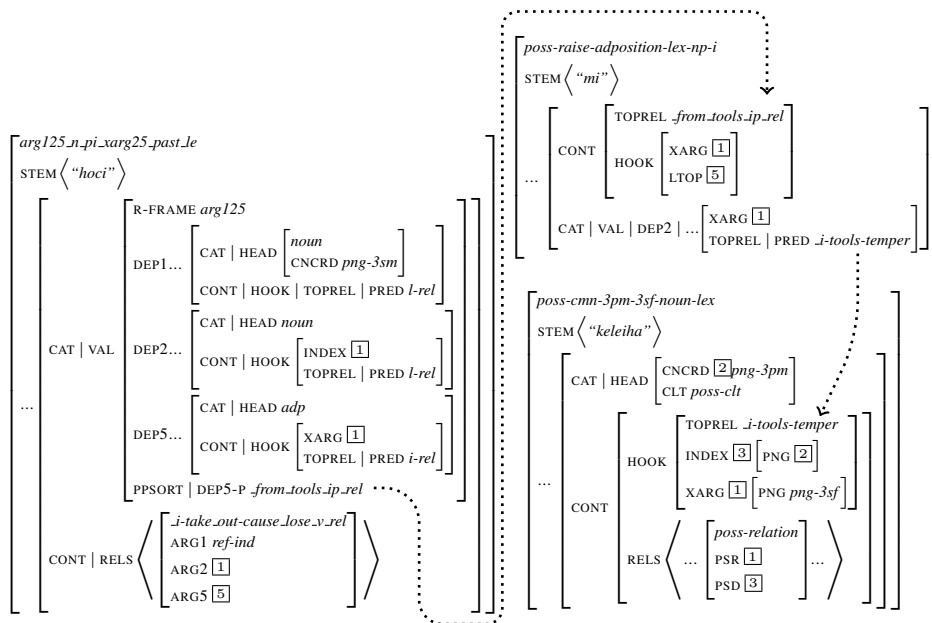 arg125_n_pi_xarg25_past_le
STEM ⟨ "hoci" ⟩
...
CAT | VAL
R-FRAME arg125
DEP1...
CAT | HEAD
noun
CNCRD png-3sm
CONT | HOOK | TOPREL | PRED l-rel
DEP2...
CAT | HEAD noun
CONT | HOOK
INDEX 1
TOPREL | PRED l-rel
DEP5...
CAT | HEAD adp
CONT | HOOK
XARG 1
TOPREL | PRED i-rel
PPSORT | DEP5-P _from_tools_ip_rel
CONT | RELS
_i-take_out-cause_lose_v_rel
ARG1 ref-ind
ARG2 1
ARG5 5
poss-raise-adposition-lex-np-i
STEM ⟨ "mi" ⟩
...
CONT
TOPREL _from_tools_ip_rel
HOOK
XARG 1
LTOP 5
CAT | VAL | DEP2 | ...
XARG 1
TOPREL | PRED _i-tools-temper
poss-cmn-3pm-3sf-noun-lex
STEM ⟨ "keleiha" ⟩
...
CAT | HEAD
CNCRD 2 png-3pm
CLT poss-clt
CONT
HOOK
TOPREL _i-tools-temper
INDEX 3 [ PNG 2 ]
XARG 1 [ PNG png-3sf ]
RELS ⟨ ...
poss-relation
PSR 1
PSD 3
... ⟩